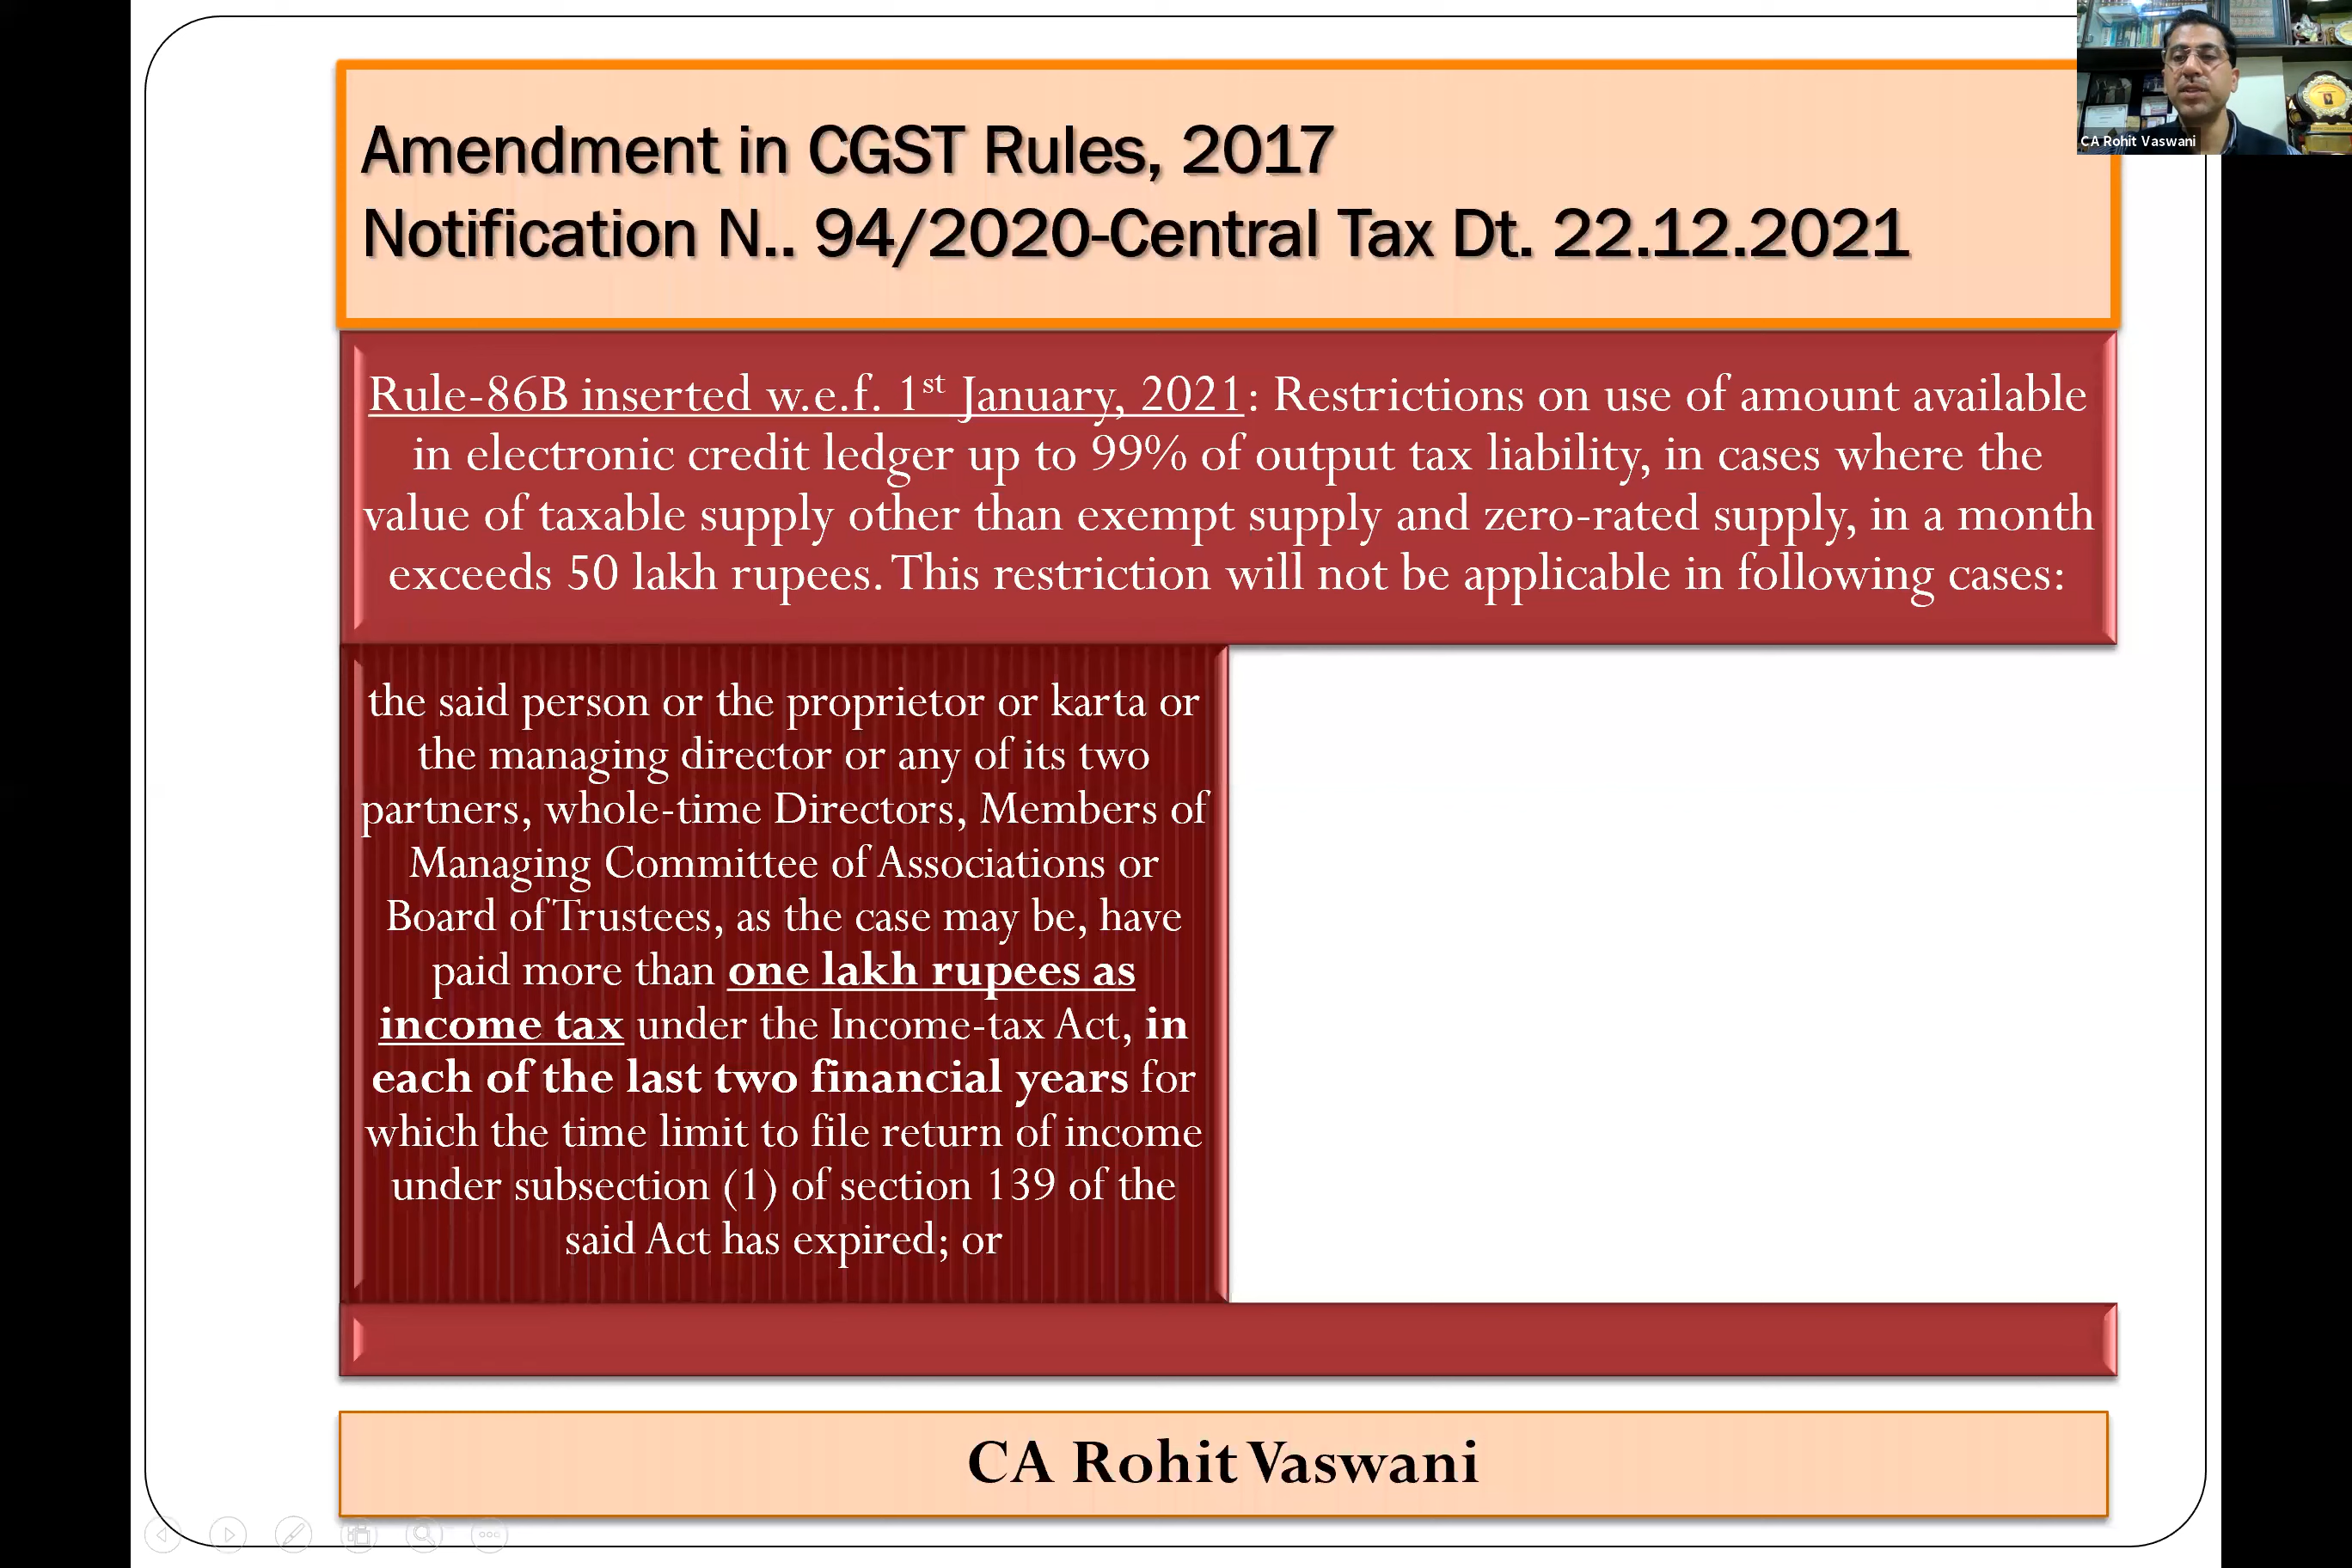 Amendment in CGST Rules, 2017
Notification N.. 94/2020-Central Tax Dt. 22.12.2021
CA Rohit Vaswani
Rule-86B inserted w.e.f. 1st January, 2021: Restrictions on use of amount available
in electronic credit ledger up to 99% of output tax liability, in cases where the
value of taxable supply other than exempt supply and zero-rated supply, in a month
exceeds 50 lakh rupees. This restriction will not be applicable in following cases:
the said person or the proprietor or karta or
the managing director or any of its two
partners, whole-time Directors, Members of
Managing Committee of Associations or
Board of Trustees, as the case may be, have
paid more than one lakh rupees as
income tax under the Income-tax Act, in
each of the last two financial years for
which the time limit to file return of income
under subsection (1) of section 139 of the
said Act has expired; or
CA Rohit Vaswani